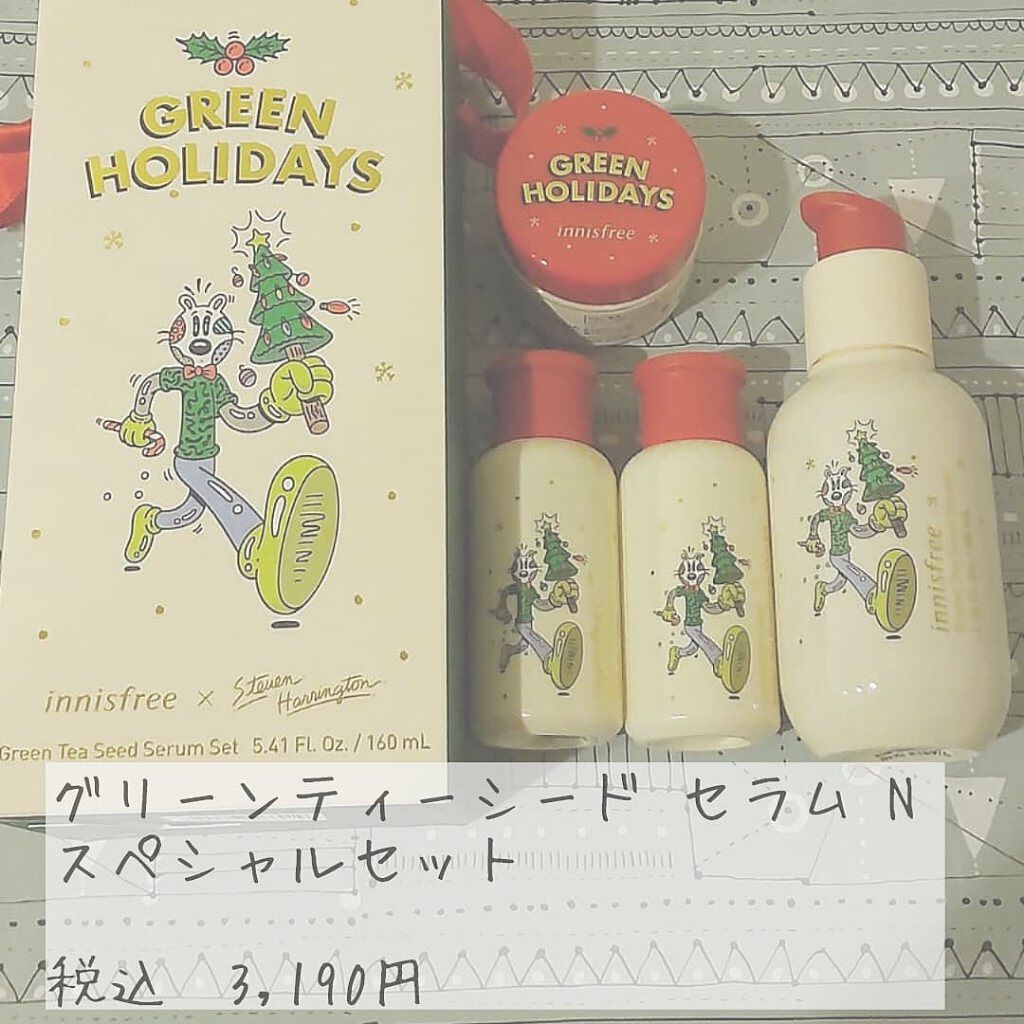 GREEN
HOLIDAYS
innisfree × Steven Harrington
Green Tea Seed Serum Set 5.41 Fl. Oz. / 160 mL
GREEN
HOLIDAYS
innisfree
innisfree
グリーンティーシード セラム N
スペシャルセット
税込 3,190円